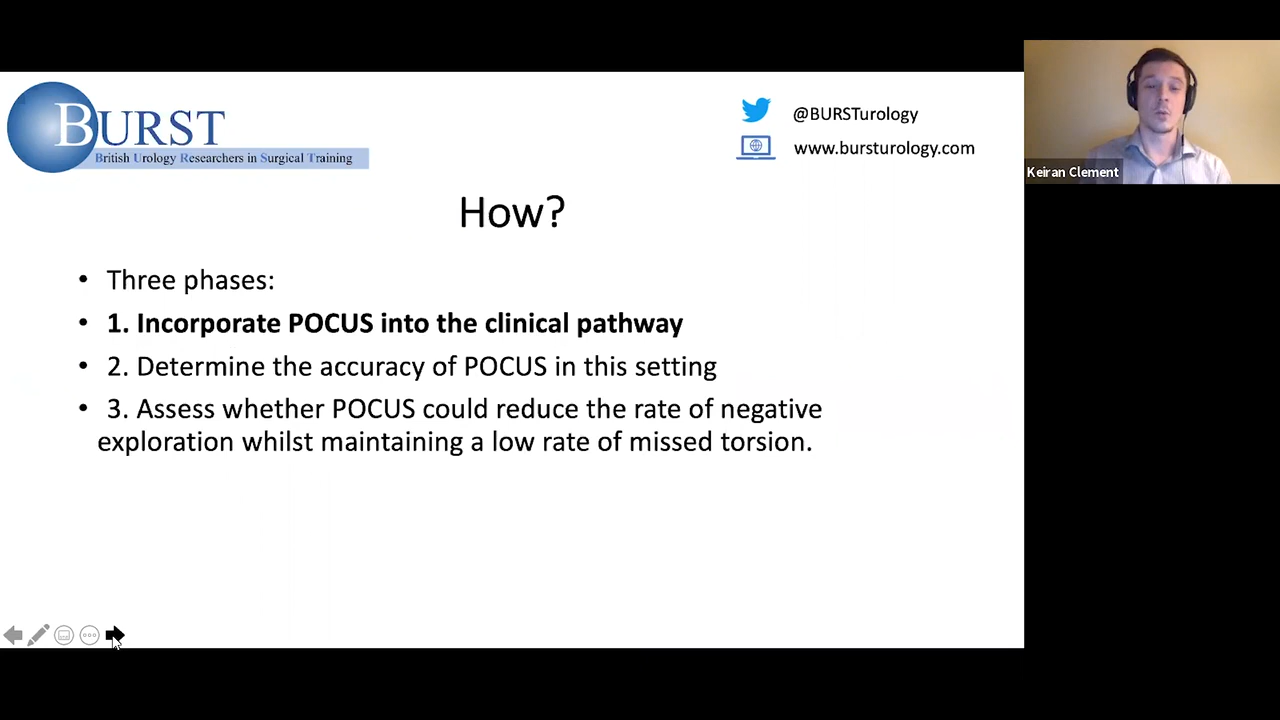 BURST
British Urology Researchers in Surgical Training
@BURSTurology
www.bursturology.com
Keiran Clement
How?
• Three phases:
• 1. Incorporate POCUS into the clinical pathway
• 2. Determine the accuracy of POCUS in this setting
• 3. Assess whether POCUS could reduce the rate of negative
exploration whilst maintaining a low rate of missed torsion.